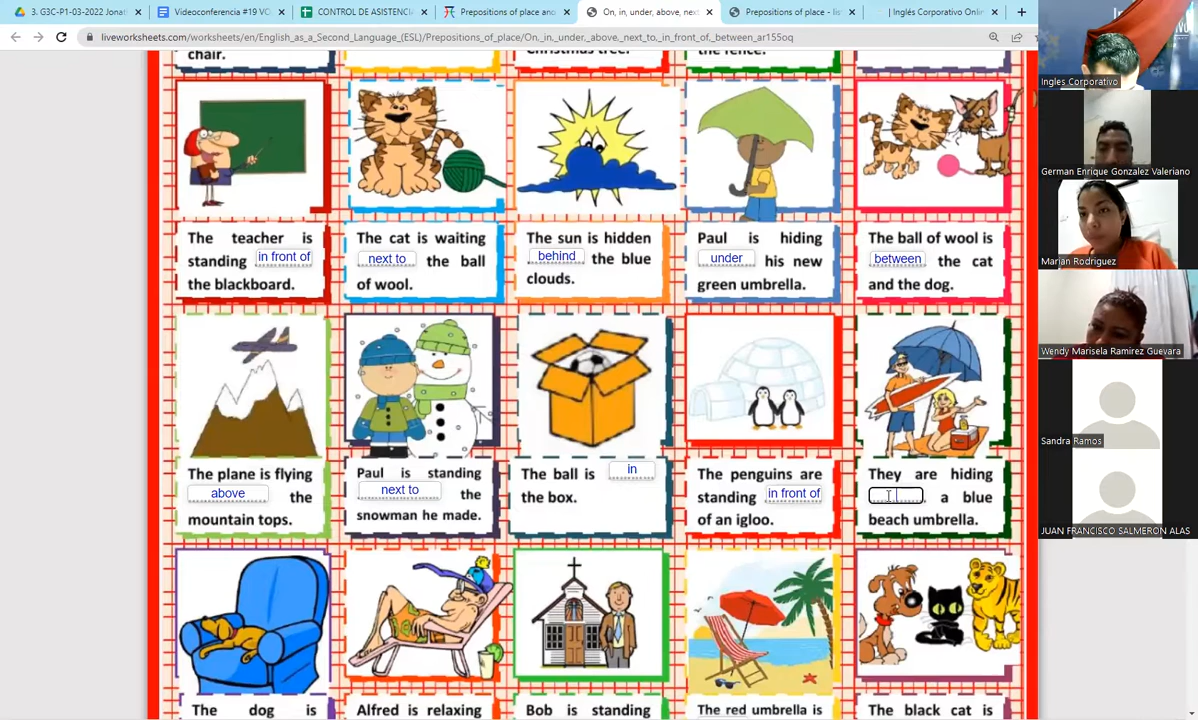 3. G3C-P1-03-2022 Jonat
Videoconferencia #19 VO
CONTROL DE ASISTENCIA
Prepositions of place and
On, in, under, above, next
Prepositions of place - lis
Inglés Corporativo Onlin
liveworksheets.com/worksheets/en/English_as_a_Second_Language_(ESL)/Prepositions_of_place/On,_in,_under,_above,_next_to,_in_front_of,_between_ar155oq
chair.
Christmas tree.
the fence.
The teacher is
standing in front of
the blackboard.
The cat is waiting
next to the ball
of wool.
The sun is hidden
behind the blue
clouds.
Paul is hiding
under his new
green umbrella.
The ball of wool is
between the cat
and the dog.
The plane is flying
above the
mountain tops.
Paul is standing
next to the
snowman he made.
The ball is in
the box.
The penguins are
standing in front of
of an igloo.
They are hiding
a blue
beach umbrella.
The dog is
Alfred is relaxing
Bob is standing
The red umbrella is
The black cat is
Ingles Corporativo
German Enrique Gonzalez Valeriano
Marjan Rodriguez
Wendy Marisela Ramirez Guevara
Sandra Ramos
JUAN FRANCISCO SALMERON ALAS